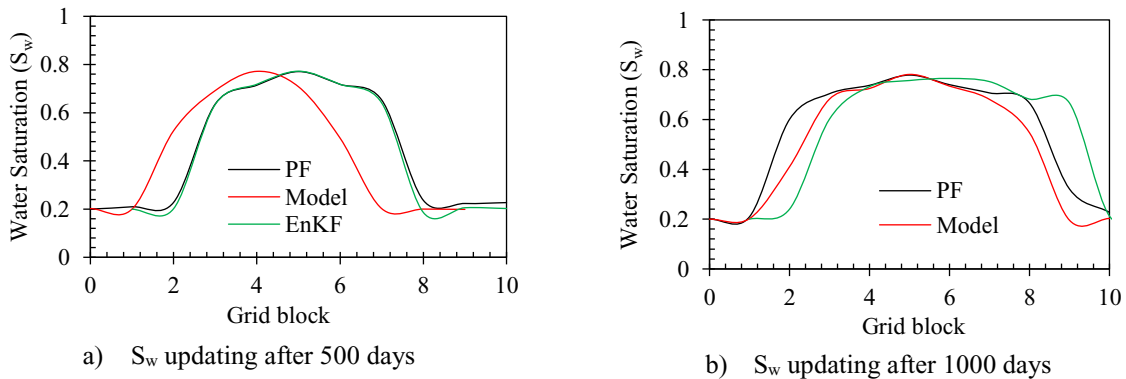 Water Saturation (Sw)
1
0.8
0.6
0.4
0.2
0
PF
Model
EnKF
0 2 4 6 8 10
Grid block
a) Sw updating after 500 days
Water Saturation (Sw)
1
0.8
0.6
0.4
0.2
0
PF
Model
0 2 4 6 8 10
Grid block
b) Sw updating after 1000 days